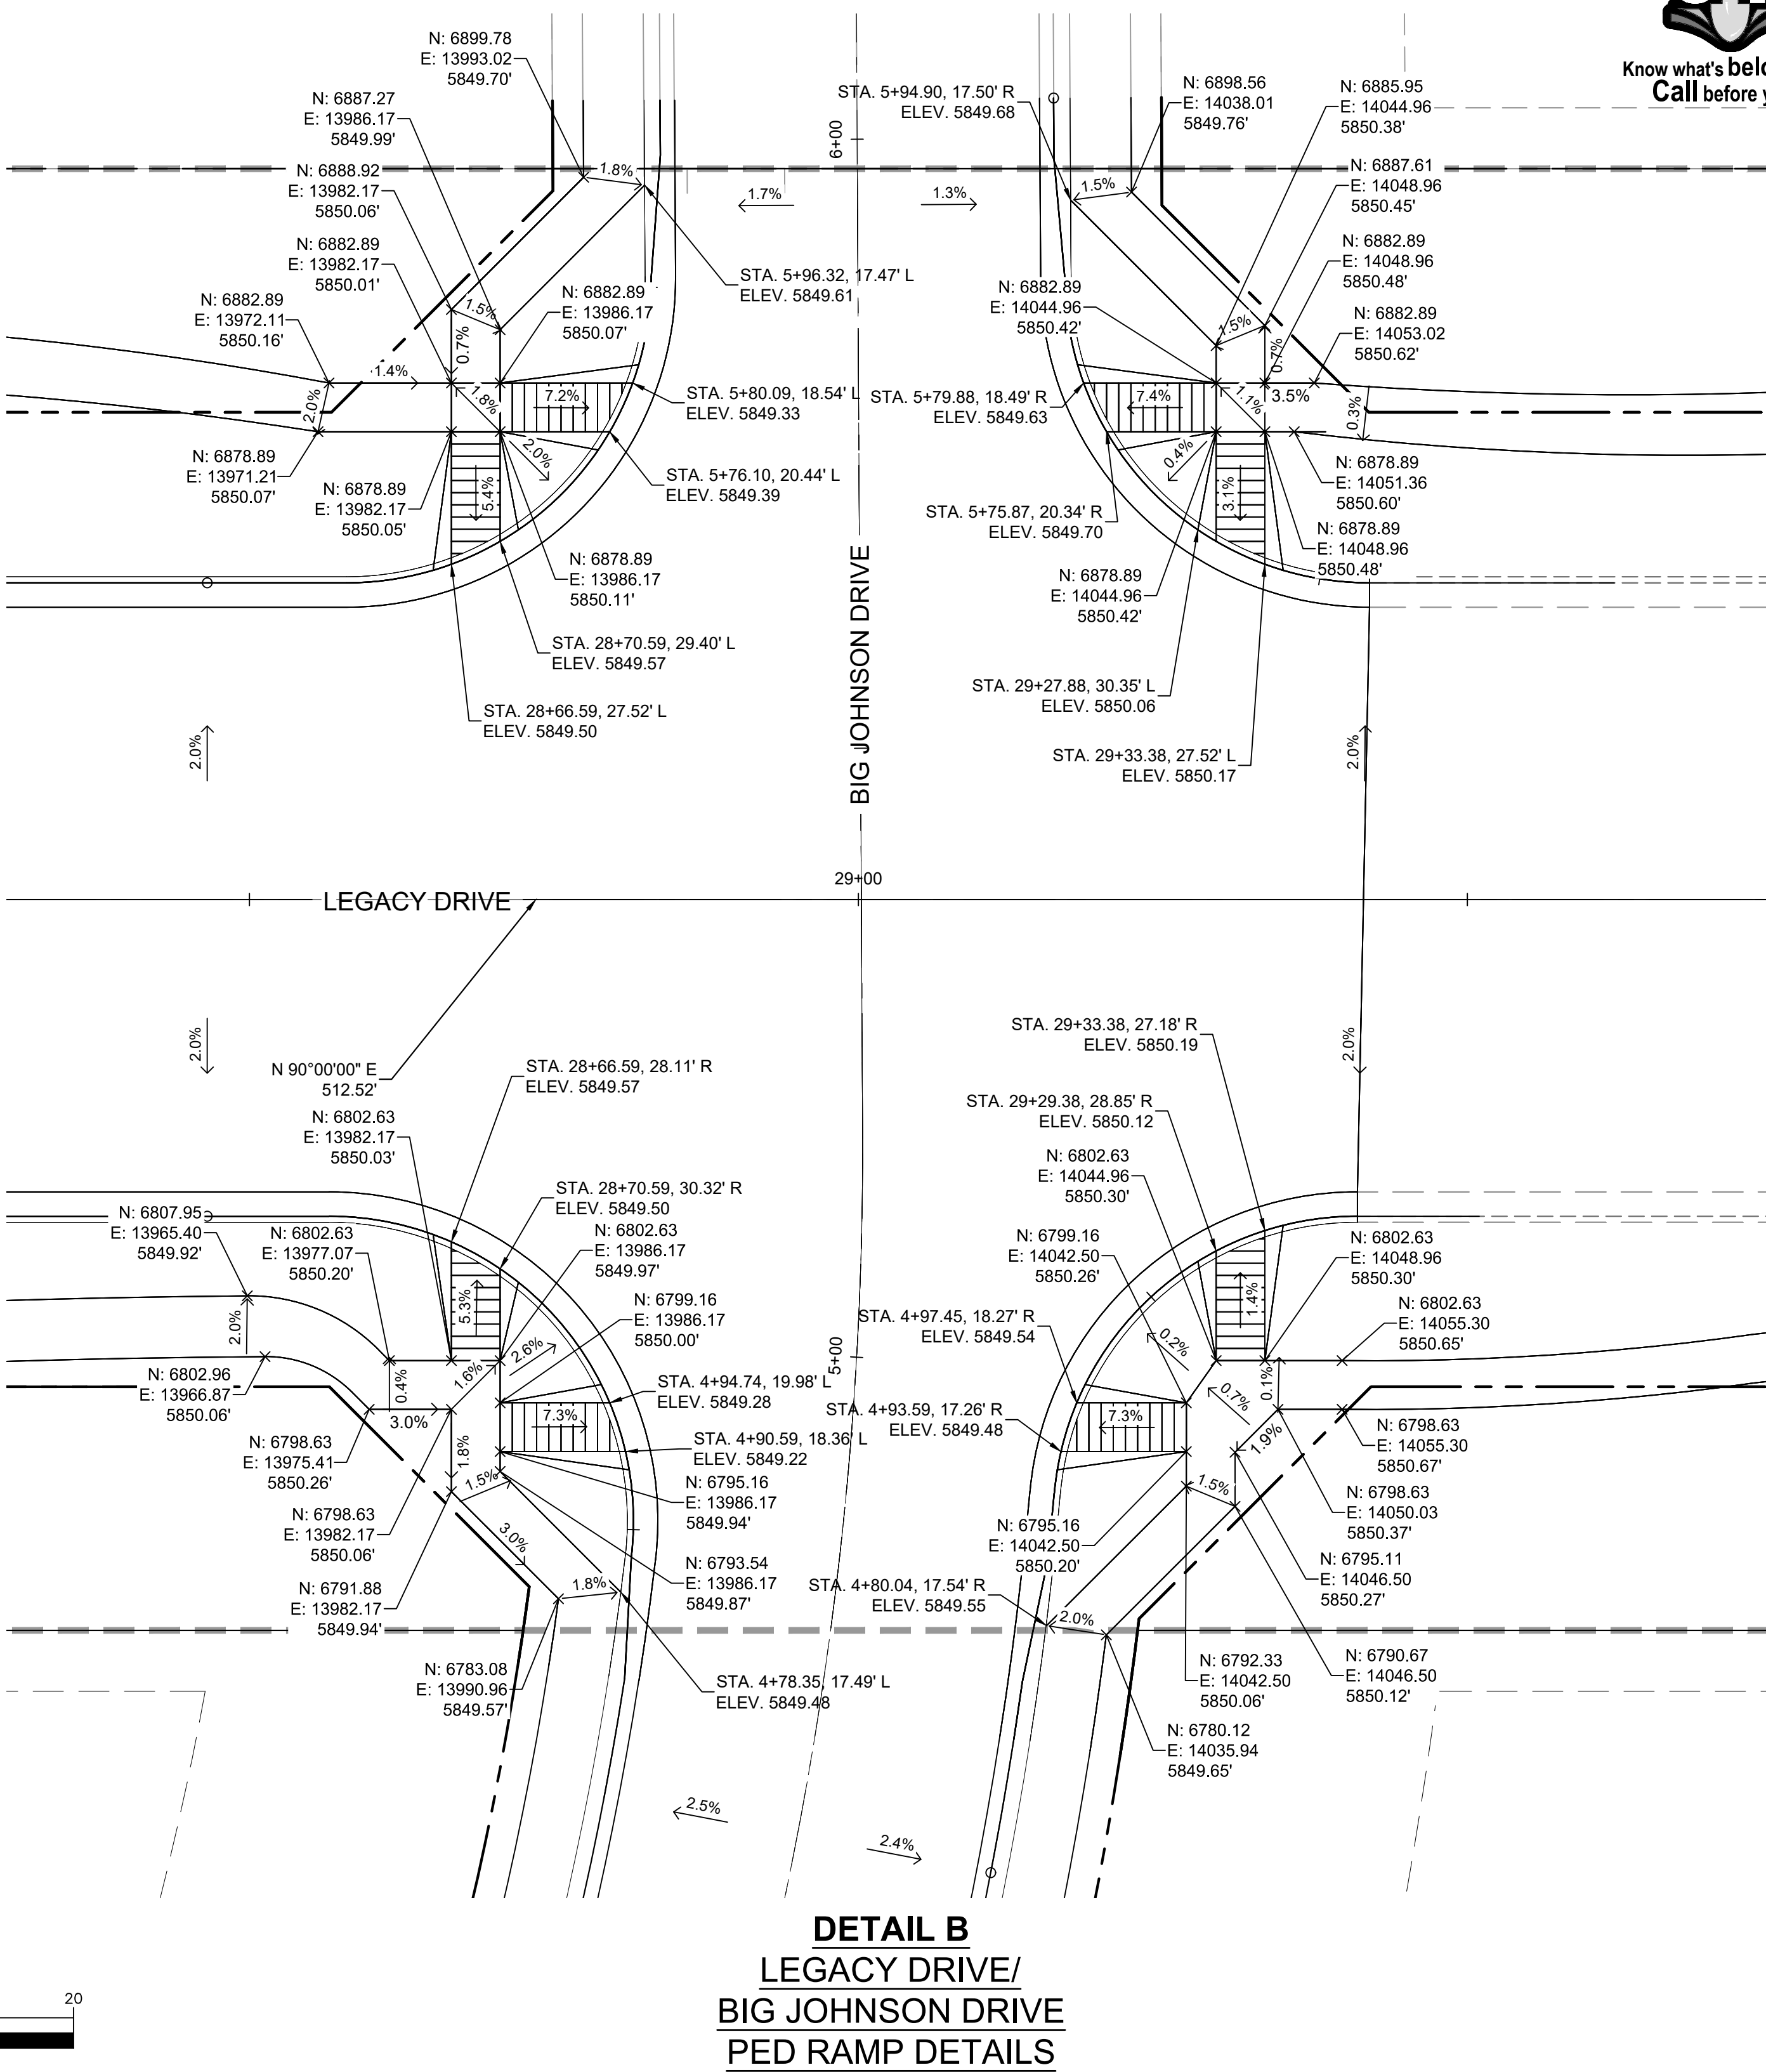 Know what's
Call before
N: 6899.78
E: 13993.02
5849.70'
N: 6887.27
E: 13986.17
5849.99'
N: 6888.92
E: 13982.17
5850.06'
N: 6882.89
E: 13982.17
5850.01'
N: 6882.89
E: 13972.11
5850.16'
N: 6882.89
E: 13986.17
5850.07'
1.8%
1.5%
0.7%
1.4%
2.0%
1.8%
7.2%
2.0%
5.4%
N: 6878.89
E: 13971.21
5850.07'
N: 6878.89
E: 13982.17
5850.05'
N: 6878.89
E: 13986.17
5850.11'
STA. 5+96.32, 17.47' L
ELEV. 5849.61
STA. 5+80.09, 18.54' L
ELEV. 5849.33
STA. 5+76.10, 20.44' L
ELEV. 5849.39
STA. 28+70.59, 29.40' L
ELEV. 5849.57
STA. 28+66.59, 27.52' L
ELEV. 5849.50
6+00
1.7%
1.3%
STA. 5+94.90, 17.50' R
ELEV. 5849.68
N: 6898.56
E: 14038.01
5849.76'
N: 6885.95
E: 14044.96
5850.38'
N: 6887.61
E: 14048.96
5850.45'
N: 6882.89
E: 14048.96
5850.48'
N: 6882.89
E: 14053.02
5850.62'
N: 6882.89
E: 14044.96
5850.42'
1.5%
1.5%
0.7%
1.1%
3.5%
0.3%
7.4%
0.4%
3.1%
STA. 5+79.88, 18.49' R
ELEV. 5849.63
STA. 5+75.87, 20.34' R
ELEV. 5849.70
N: 6878.89
E: 14051.36
5850.60'
N: 6878.89
E: 14048.96
5850.48'
N: 6878.89
E: 14044.96
5850.42'
STA. 29+27.88, 30.35' L
ELEV. 5850.06
STA. 29+33.38, 27.52' L
ELEV. 5850.17
BIG JOHNSON DRIVE
2.0%
2.0%
29+00
LEGACY DRIVE
2.0%
2.0%
N 90°00'00" E
512.52'
N: 6802.63
E: 13982.17
5850.03'
STA. 28+66.59, 28.11' R
ELEV. 5849.57
STA. 28+70.59, 30.32' R
ELEV. 5849.50
N: 6807.95
E: 13965.40
5849.92'
N: 6802.63
E: 13977.07
5850.20'
N: 6802.63
E: 13986.17
5849.97'
N: 6799.16
E: 13986.17
5850.00'
5.3%
2.0%
2.6%
1.6%
0.4%
3.0%
7.3%
1.8%
1.5%
3.0%
1.8%
N: 6802.96
E: 13966.87
5850.06'
N: 6798.63
E: 13975.41
5850.26'
N: 6798.63
E: 13982.17
5850.06'
N: 6791.88
E: 13982.17
5849.94'
N: 6783.08
E: 13990.96
5849.57'
STA. 4+94.74, 19.98' L
ELEV. 5849.28
STA. 4+90.59, 18.36' L
ELEV. 5849.22
N: 6795.16
E: 13986.17
5849.94'
N: 6793.54
E: 13986.17
5849.87'
STA. 4+78.35, 17.49' L
ELEV. 5849.48
5+00
STA. 29+33.38, 27.18' R
ELEV. 5850.19
STA. 29+29.38, 28.85' R
ELEV. 5850.12
N: 6802.63
E: 14044.96
5850.30'
N: 6799.16
E: 14042.50
5850.26'
STA. 4+97.45, 18.27' R
ELEV. 5849.54
STA. 4+93.59, 17.26' R
ELEV. 5849.48
N: 6802.63
E: 14048.96
5850.30'
N: 6802.63
E: 14055.30
5850.65'
1.4%
0.2%
0.7%
0.1%
7.3%
1.9%
1.5%
2.0%
N: 6798.63
E: 14055.30
5850.67'
N: 6798.63
E: 14050.03
5850.37'
N: 6795.11
E: 14046.50
5850.27'
N: 6795.16
E: 14042.50
5850.20'
STA. 4+80.04, 17.54' R
ELEV. 5849.55
N: 6792.33
E: 14042.50
5850.06'
N: 6790.67
E: 14046.50
5850.12'
N: 6780.12
E: 14035.94
5849.65'
2.5%
2.4%
DETAIL B
LEGACY DRIVE/
BIG JOHNSON DRIVE
PED RAMP DETAILS
20